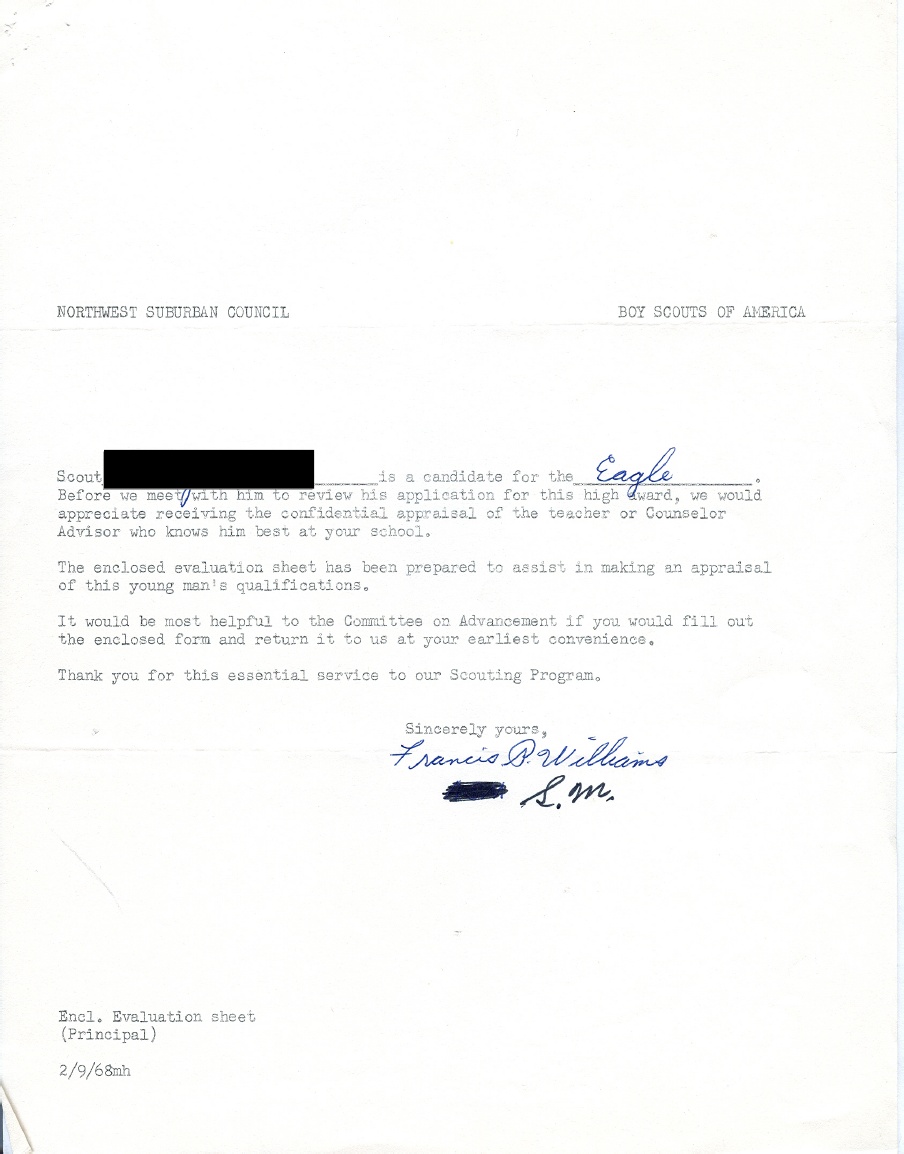 NORTHWEST SUBURBAN COUNCIL BOY SCOUTS OF AMERICA
Scout is a candidate for the Eagle.
Before we meet with him to review his application for this high award, we would
appreciate receiving the confidential appraisal of the teacher or Counselor
Advisor who knows him best at your school.
The enclosed evaluation sheet has been prepared to assist in making an appraisal
of this young man's qualifications.
It would be most helpful to the Committee on Advancement if you would fill out
the enclosed form and return it to us at your earliest convenience.
Thank you for this essential service to our Scouting Program.
Sincerely yours,
Francis P. Williams
S.M.
Encl. Evaluation sheet
(Principal)
2/9/68mh